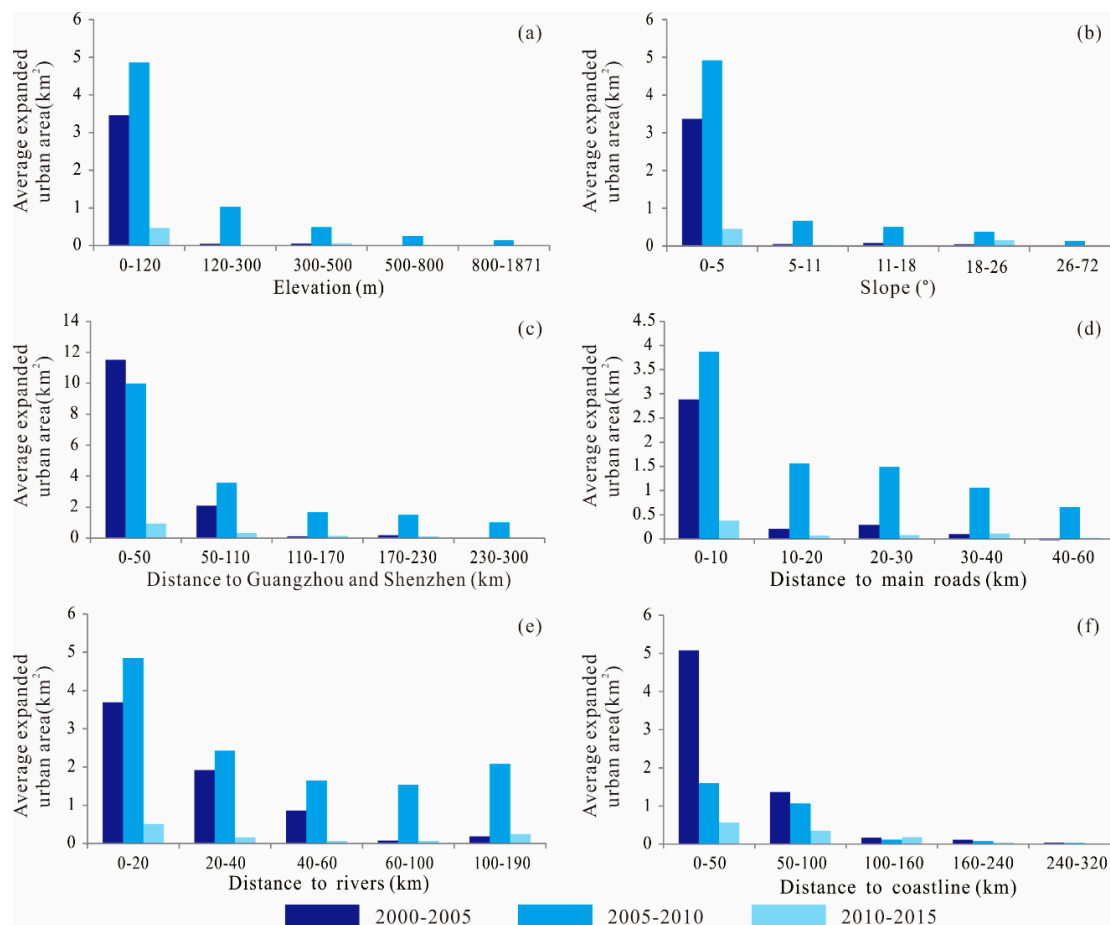 (a)
Average expanded
urban area(km²)
6
5
4
3
2
1
0
0-120 120-300 300-500 500-800 800-1871
Elevation (m)
(b)
Average expanded
urban area(km²)
6
5
4
3
2
1
0
0-5 5-11 11-18 18-26 26-72
Slope (°)
(c)
Average expanded
urban area(km²)
14
12
10
8
6
4
2
0
0-50 50-110 110-170 170-230 230-300
Distance to Guangzhou and Shenzhen (km)
(d)
Average expanded
urban area(km²)
4.5
4
3.5
3
2.5
2
1.5
1
0.5
0
0-10 10-20 20-30 30-40 40-60
Distance to main roads (km)
(e)
Average expanded
urban area(km²)
6
5
4
3
2
1
0
0-20 20-40 40-60 60-100 100-190
Distance to rivers (km)
(f)
Average expanded
urban area(km²)
6
5
4
3
2
1
0
0-50 50-100 100-160 160-240 240-320
Distance to coastline (km)
2000-2005 2005-2010 2010-2015